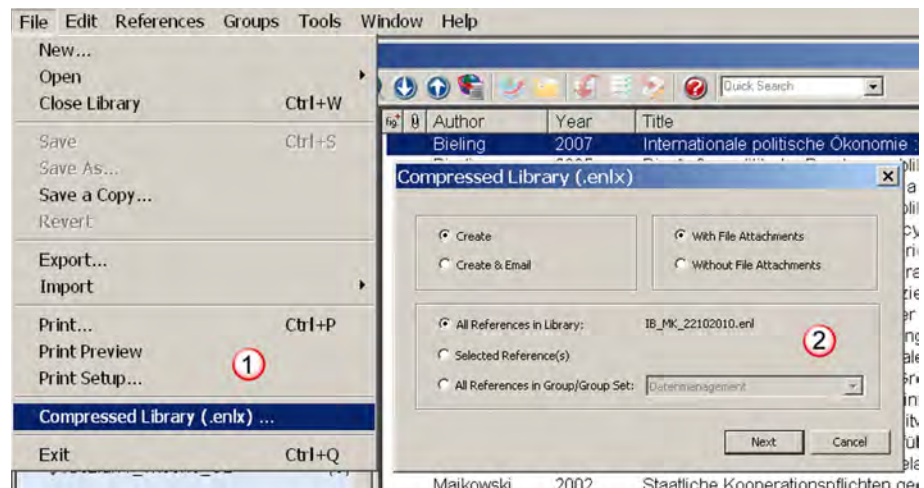 File Edit References Groups Tools Window Help
New...
Open
Close Library Ctrl+W
Save Ctrl+S
Save As...
Save a Copy...
Revert
Export...
Import
Print... Ctrl+P
Print Preview
Print Setup...
1
Compressed Library (.enlx) ...
Exit Ctrl+Q
Quick Search
Author Year Title
Bieling 2007 Internationale politische Ökonomie :
Compressed Library (.enlx)
Create
Create & Email
With File Attachments
Without File Attachments
All References in Library: IB_MK_22102010.enl
Selected Reference(s)
All References in Group/Group Set: Datenmanagement
2
Next Cancel
Majkowski 2002 Staatliche Kooperationspflichten